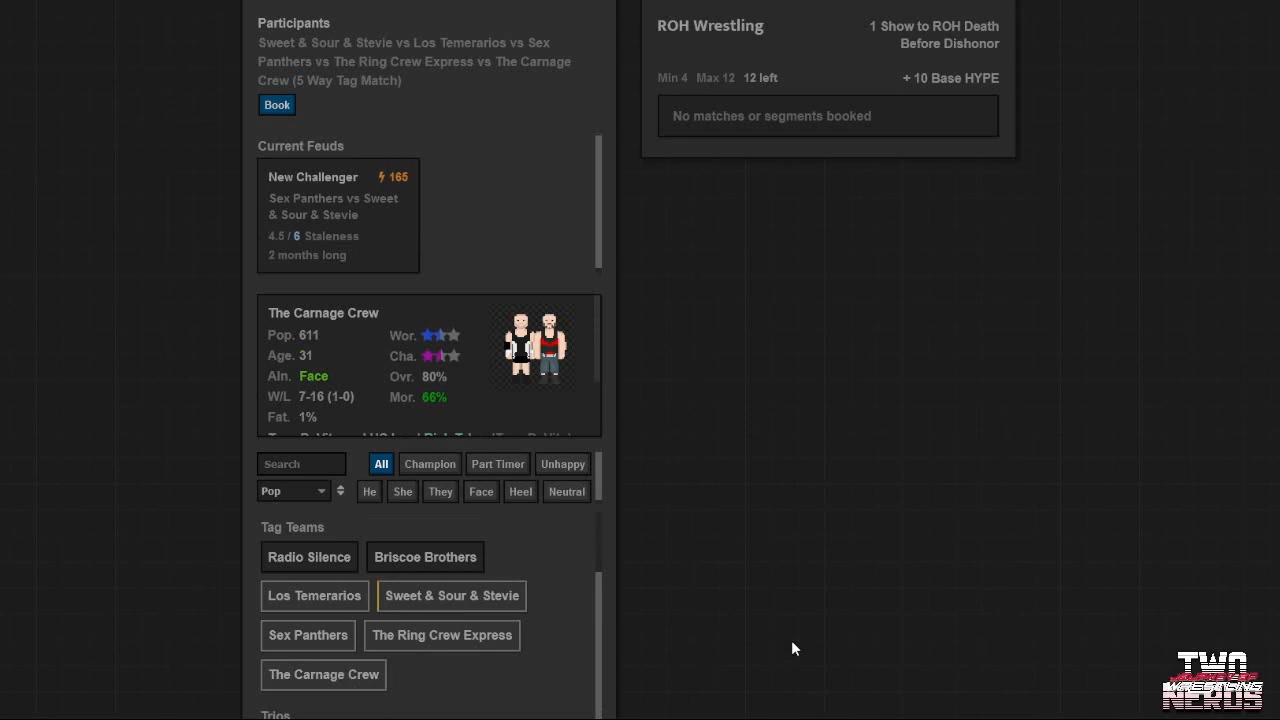 Participants
Sweet & Sour & Stevie vs Los Temerarios vs Sex
Panthers vs The Ring Crew Express vs The Carnage
Crew (5 Way Tag Match)
Book
Current Feuds
New Challenger 165
Sex Panthers vs Sweet
& Sour & Stevie
4.5 / 6 Staleness
2 months long
The Carnage Crew
Pop. 611 Wor.
Age. 31 Cha.
Aln. Face Ovr. 80%
W/L 7-16 (1-0) Mor. 66%
Fat. 1%
Search All Champion Part Timer Unhappy
Pop He She They Face Heel Neutral
Tag Teams
Radio Silence Briscoe Brothers
Los Temerarios Sweet & Sour & Stevie
Sex Panthers The Ring Crew Express
The Carnage Crew
Trios
ROH Wrestling 1 Show to ROH Death
Before Dishonor
Min 4 Max 12 12 left + 10 Base HYPE
No matches or segments booked
TWO
WRESTLING
NERDS